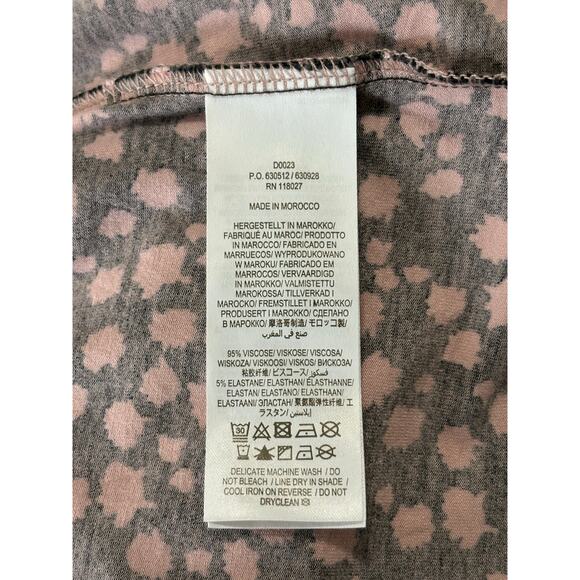 D0023
P.O. 630512 / 630928
RN 118027
MADE IN MOROCCO
HERGESTELLT IN MAROKKO/
FABRIQUÉ AU MAROC/ PRODOTTO
IN MAROCCO/ FABRICADO EN
MARRUECOS/ WYPRODUKOWANO
W MAROKU/ FABRICADO EM
MARROCOS/ VERVAARDIGD
IN MAROKKO/ VALMISTETTU
MAROKOSSA/ TILLVERKAD I
MAROCKO/ FREMSTILLET I MAROKKO/
PRODUSERT I MAROKKO/ СДЕЛАНО
В МАРОККО/ 摩洛哥制造/ モロッコ製/
صنع في المغرب
95% VISCOSE/ VISKOSE/ VISCOSA/
WISKOZA/ VISKOOSI/ VISKOS/ ВИСКОЗА/
粘胶纤维/ ビスコース/ فسكوز/
5% ELASTANE/ ELASTHAN/ ELASTHANNE/
ELASTAN/ ELASTANO/ ELASTHAAN/
ELASTAANI/ ЭЛАСТАН/ 聚氨酯弹性纤维/ エ
ラスタン/ إيلاستين/
30
DELICATE MACHINE WASH / DO
NOT BLEACH / LINE DRY IN SHADE /
COOL IRON ON REVERSE / DO NOT
DRYCLEAN